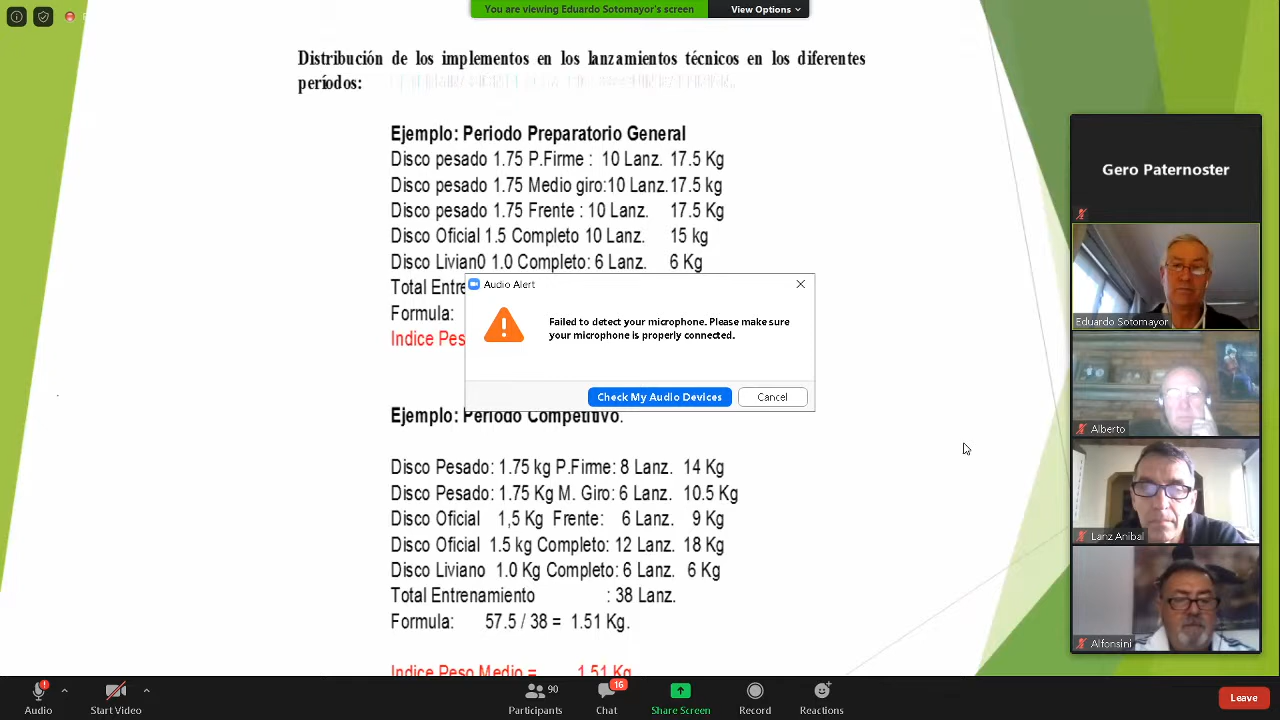 You are viewing Eduardo Sotomayor's screen
View Options
Distribución de los implementos en los lanzamientos técnicos en los diferentes
períodos:
Ejemplo: Periodo Preparatorio General
Disco pesado 1.75 P.Firme : 10 Lanz. 17.5 Kg
Disco pesado 1.75 Medio giro:10 Lanz. 17.5 kg
Disco pesado 1.75 Frente : 10 Lanz. 17.5 Kg
Disco Oficial 1.5 Completo 10 Lanz. 15 kg
Disco Livian0 1.0 Completo: 6 Lanz. 6 Kg
Total Entre
Formula:
Indice Pes
Audio Alert
Failed to detect your microphone. Please make sure
your microphone is properly connected.
Check My Audio Devices
Cancel
Ejemplo: Periodo Competitivo.
Disco Pesado: 1.75 kg P.Firme: 8 Lanz. 14 Kg
Disco Pesado: 1.75 Kg M. Giro: 6 Lanz. 10.5 Kg
Disco Oficial 1,5 Kg Frente: 6 Lanz. 9 Kg
Disco Oficial 1.5 kg Completo: 12 Lanz. 18 Kg
Disco Liviano 1.0 Kg Completo: 6 Lanz. 6 Kg
Total Entrenamiento : 38 Lanz.
Formula: 57.5 / 38 = 1.51 Kg.
Indice Peso Medio = 1.51 Kg
Gero Paternoster
Eduardo Sotomayor
Alberto
Lanz Anibal
Alfonsini
Audio
Start Video
90
Participants
16
Chat
Share Screen
Record
Reactions
Leave